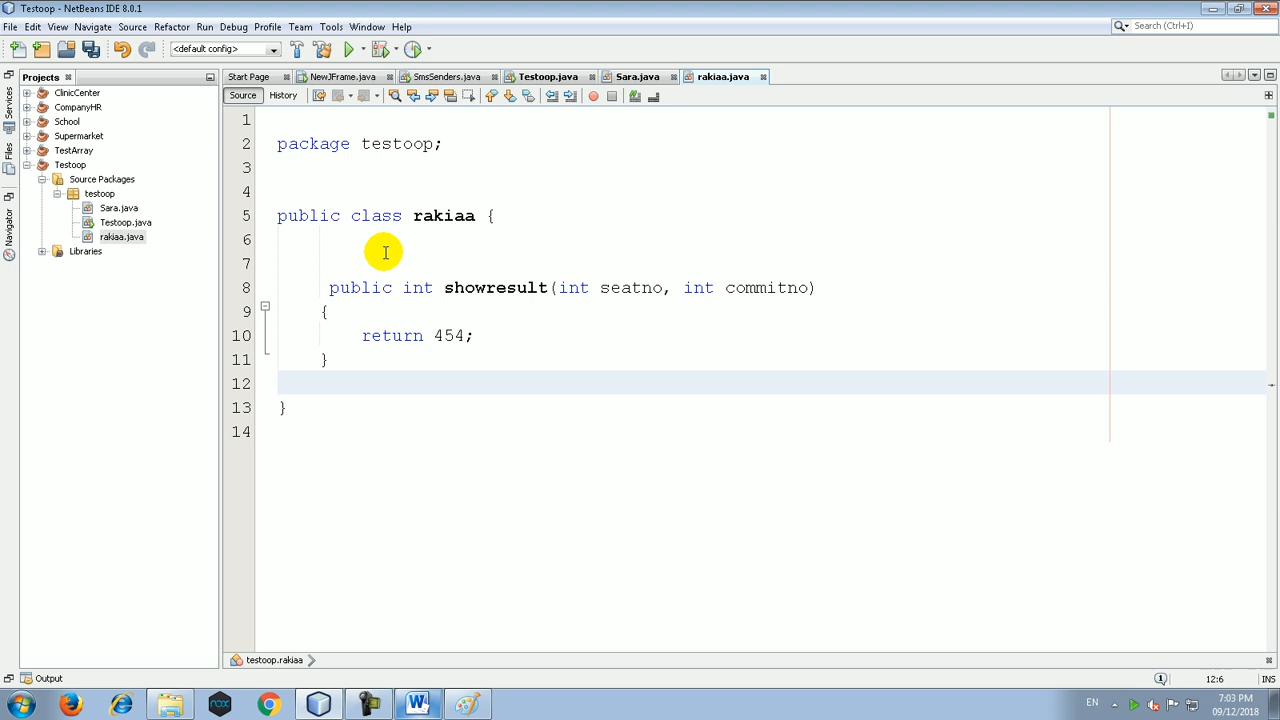 Testoop - NetBeans IDE 8.0.1
File Edit View Navigate Source Refactor Run Debug Profile Team Tools Window Help
Search (Ctrl+I)
<default config>
Projects
Start Page NewJFrame.java SmsSenders.java Testoop.java Sara.java rakiaa.java
Source History
Services
Files
Navigator
ClinicCenter
CompanyHR
School
Supermarket
TestArray
Testoop
Source Packages
testoop
Sara.java
Testoop.java
rakiaa.java
Libraries
1
2 package testoop;
3
4
5 public class rakiaa {
6
7
8 public int showresult(int seatno, int commitno)
9 {
10 return 454;
11 }
12
13 }
14
testoop.rakiaa
Output
1 12:6 INS
nox
W
EN
7:03 PM
09/12/2018